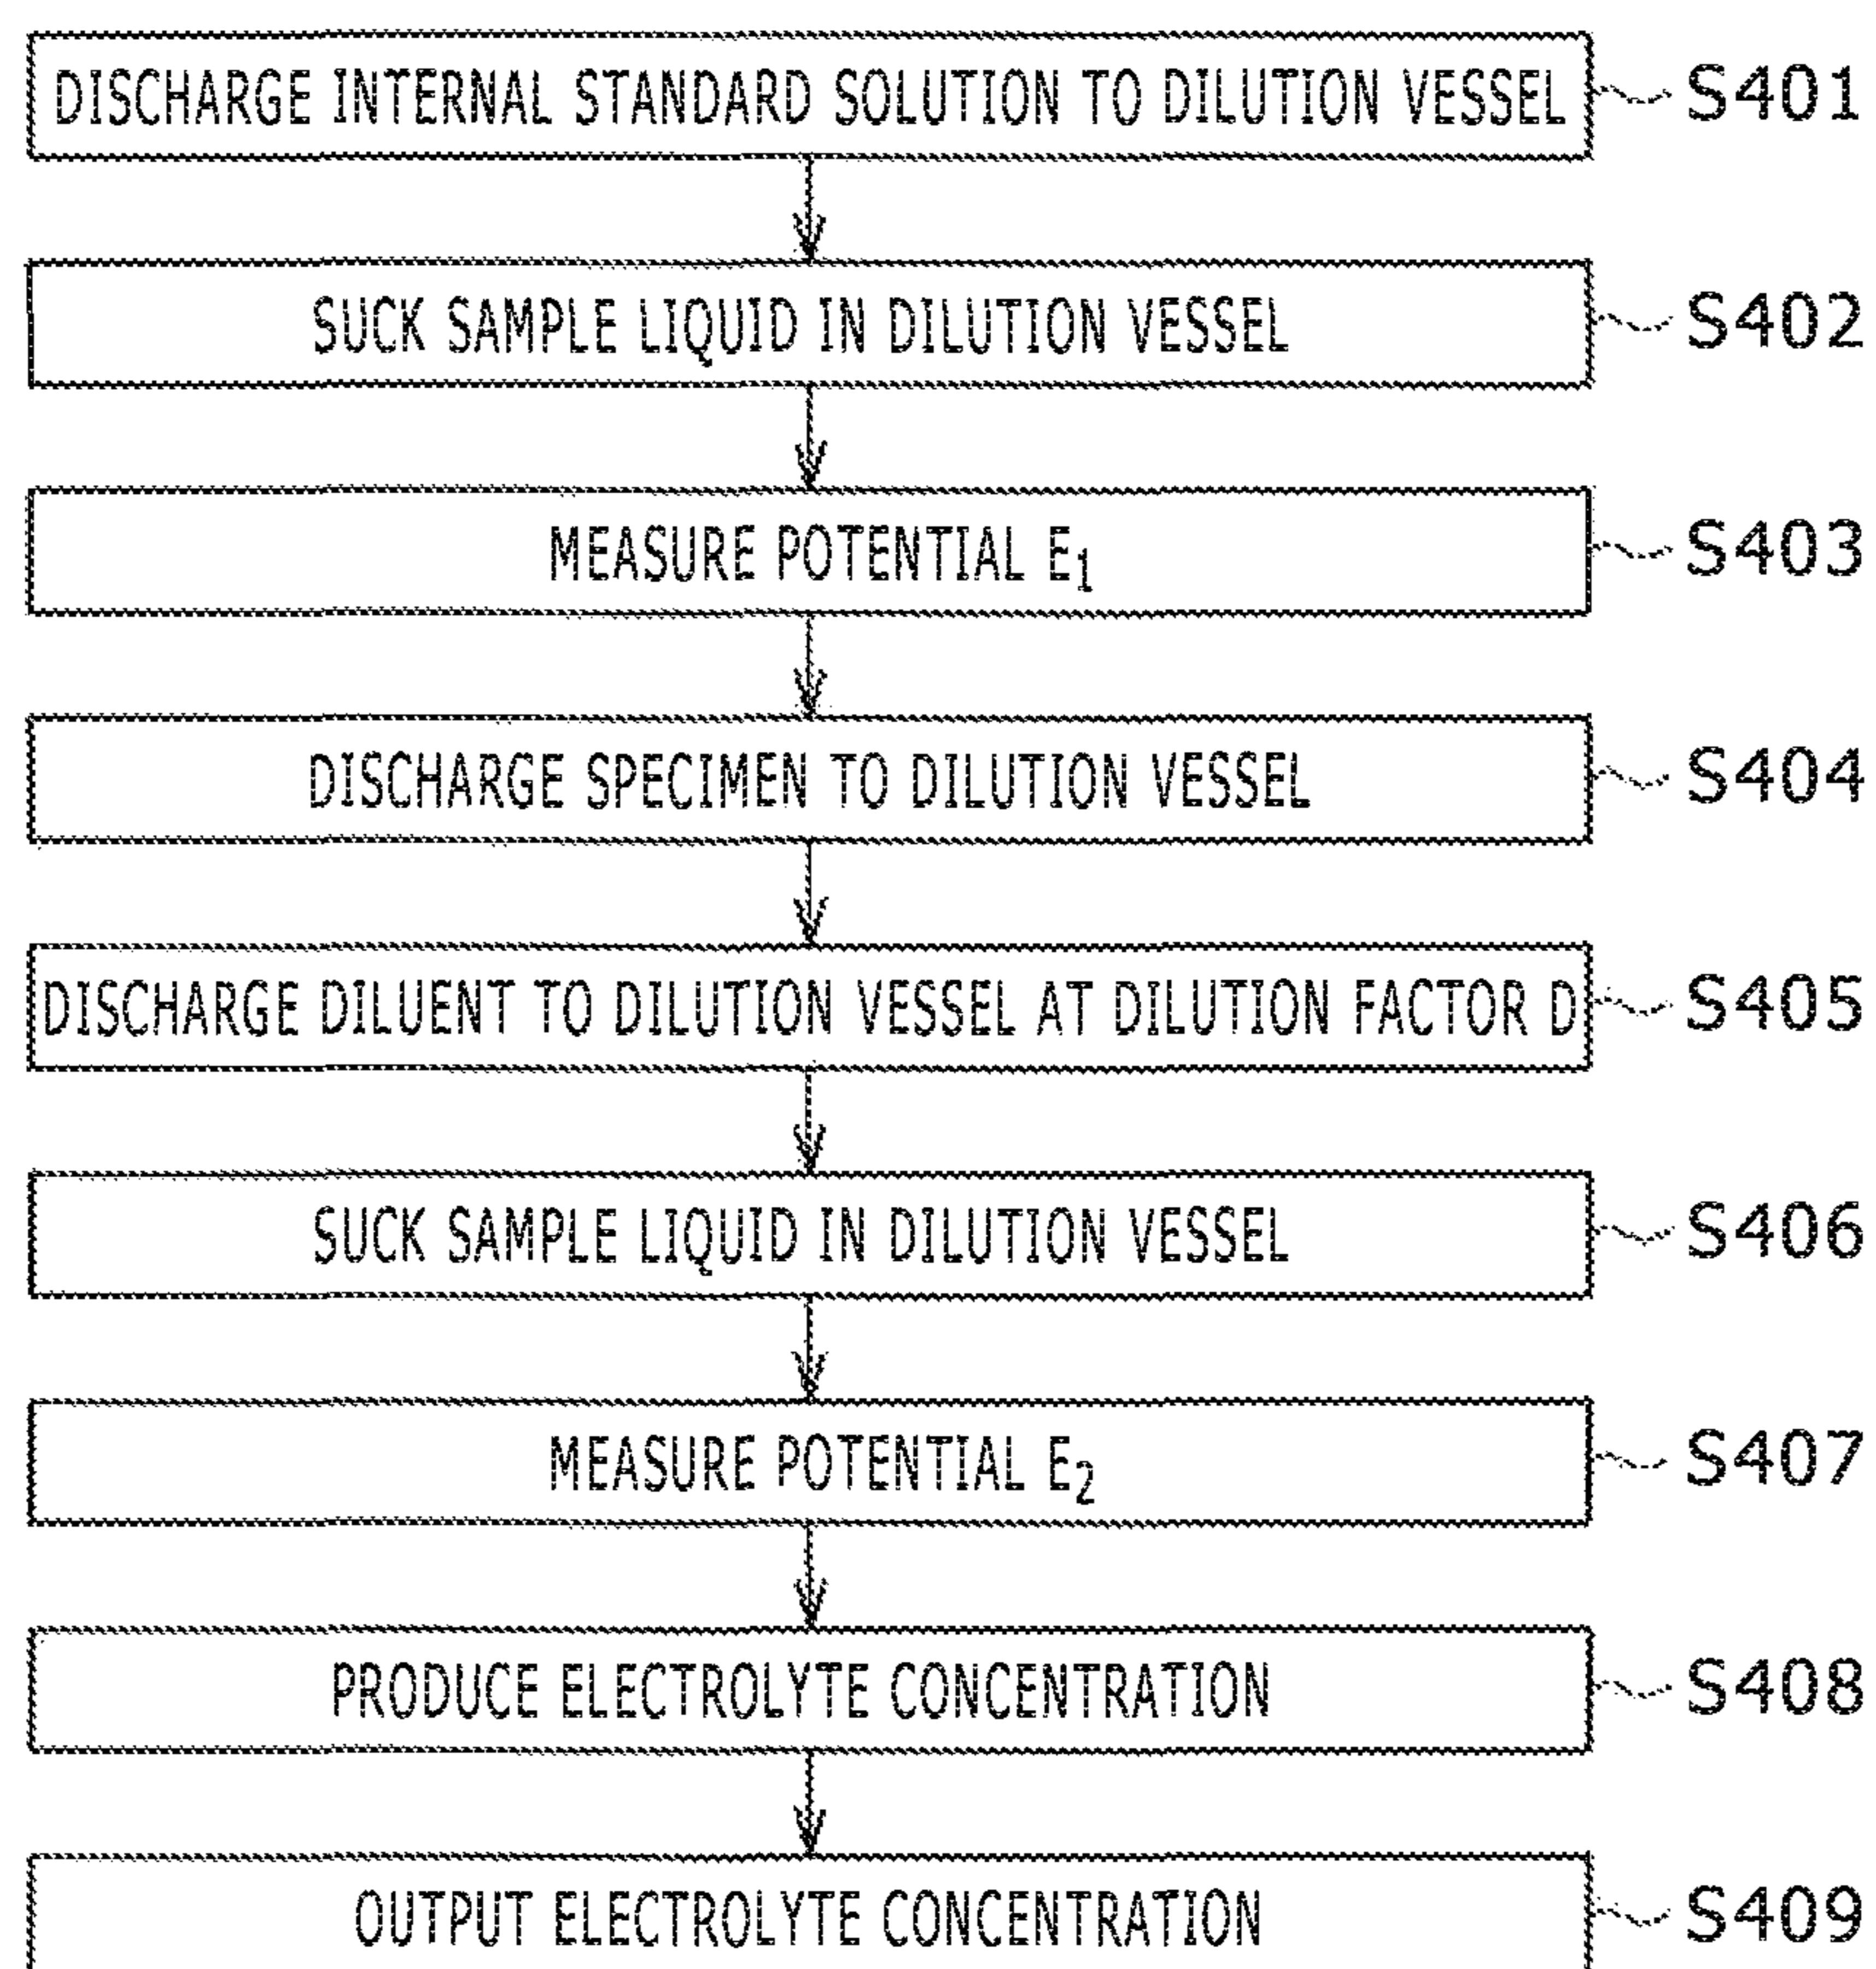 DISCHARGE INTERNAL STANDARD SOLUTION TO DILUTION VESSEL S401
SUCK SAMPLE LIQUID IN DILUTION VESSEL S402
MEASURE POTENTIAL E1 S403
DISCHARGE SPECIMEN TO DILUTION VESSEL S404
DISCHARGE DILUENT TO DILUTION VESSEL AT DILUTION FACTOR D S405
SUCK SAMPLE LIQUID IN DILUTION VESSEL S406
MEASURE POTENTIAL E2 S407
PRODUCE ELECTROLYTE CONCENTRATION S408
OUTPUT ELECTROLYTE CONCENTRATION S409